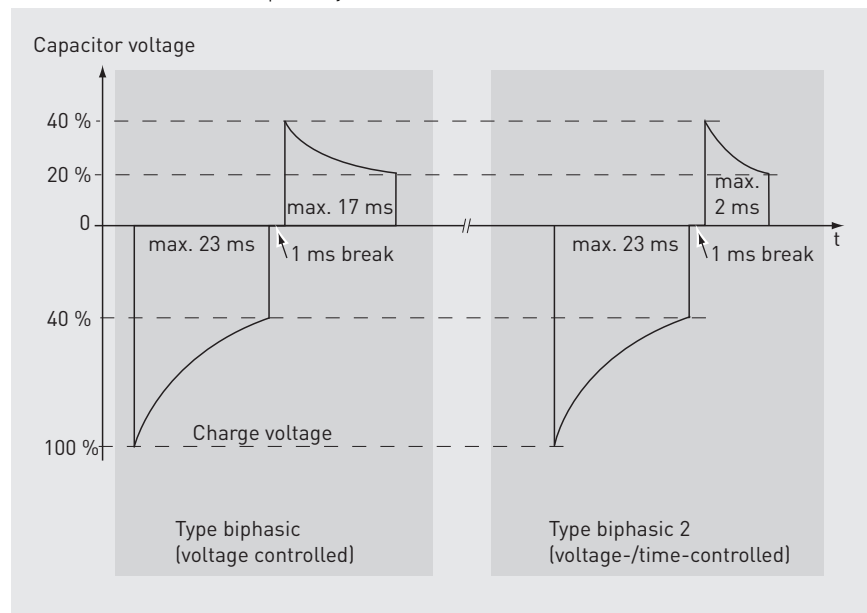 Capacitor voltage
40 %
20 %
max.
max. 17 ms
2 ms
0
t
max. 23 ms
1 ms break
max. 23 ms
1 ms break
40 %
Charge voltage
100 %
Type biphasic
(voltage controlled)
Type biphasic 2
(voltage-/time-controlled)